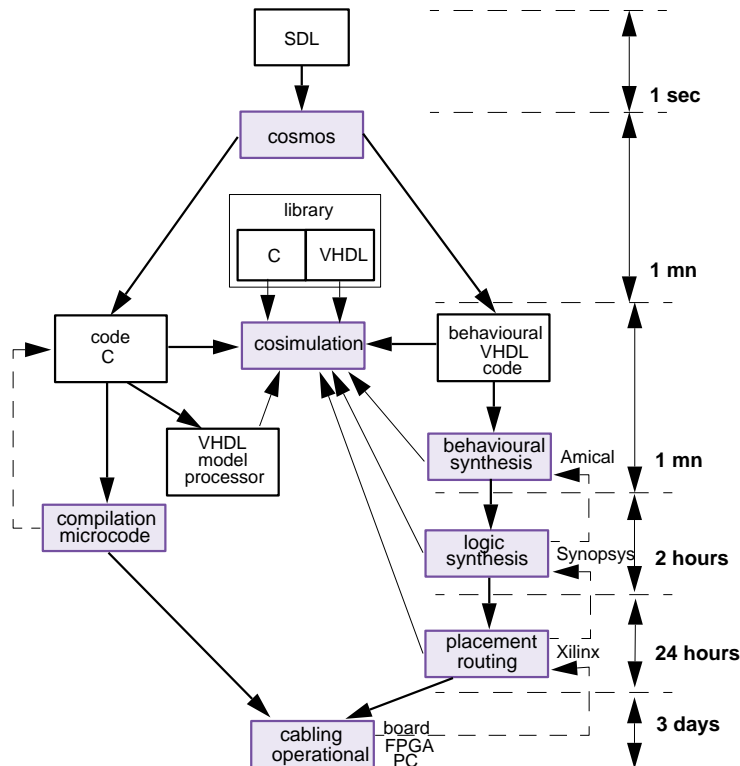 SDL
1 sec
cosmos
library
C
VHDL
1 mn
code
C
cosimulation
behavioural
VHDL
code
VHDL
model
processor
behavioural
synthesis
Amical
1 mn
compilation
microcode
logic
synthesis
Synopsys
2 hours
placement
routing
Xilinx
24 hours
cabling
operational
board
FPGA
PC
3 days